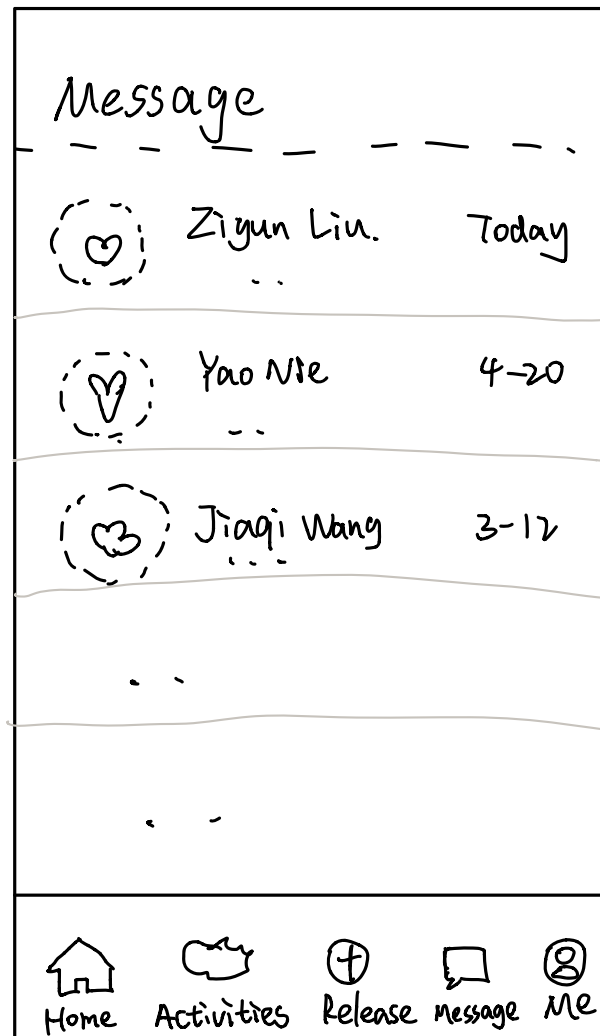 Message
Ziyun Liu. Today
Yao Nie 4-20
Jiaqi Wang 3-12
Home Activities Release Message Me